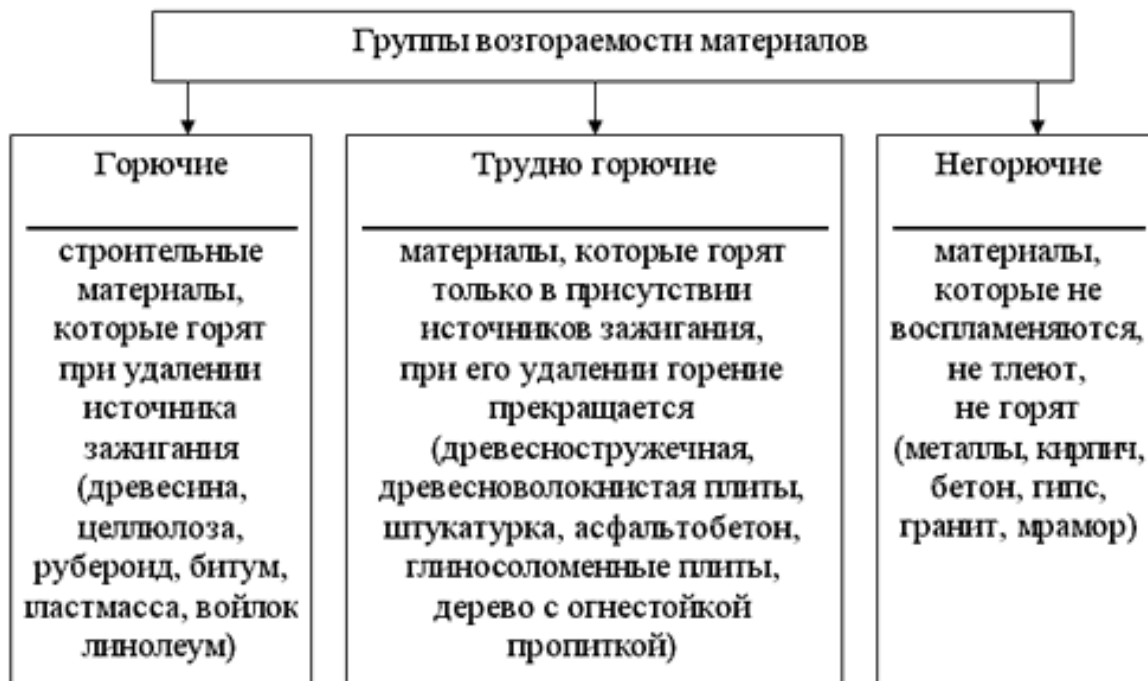 Группы возгораемости материалов
Горючие
строительные
материалы,
которые горят
при удалении
источника
зажигания
(древесина,
целлюлоза,
рубероид, битум,
пластмасса, войлок
линолеум)
Трудно горючие
материалы, которые горят
только в присутствии
источников зажигания,
при его удалении горение
прекращается
(древесностружечная,
древесноволокнистая плиты,
штукатурка, асфальтобетон,
глиносоломенные плиты,
дерево с огнестойкой
пропиткой)
Негорючие
материалы,
которые не
воспламеняются,
не тлеют,
не горят
(металлы, кирпич,
бетон, гипс,
гранит, мрамор)